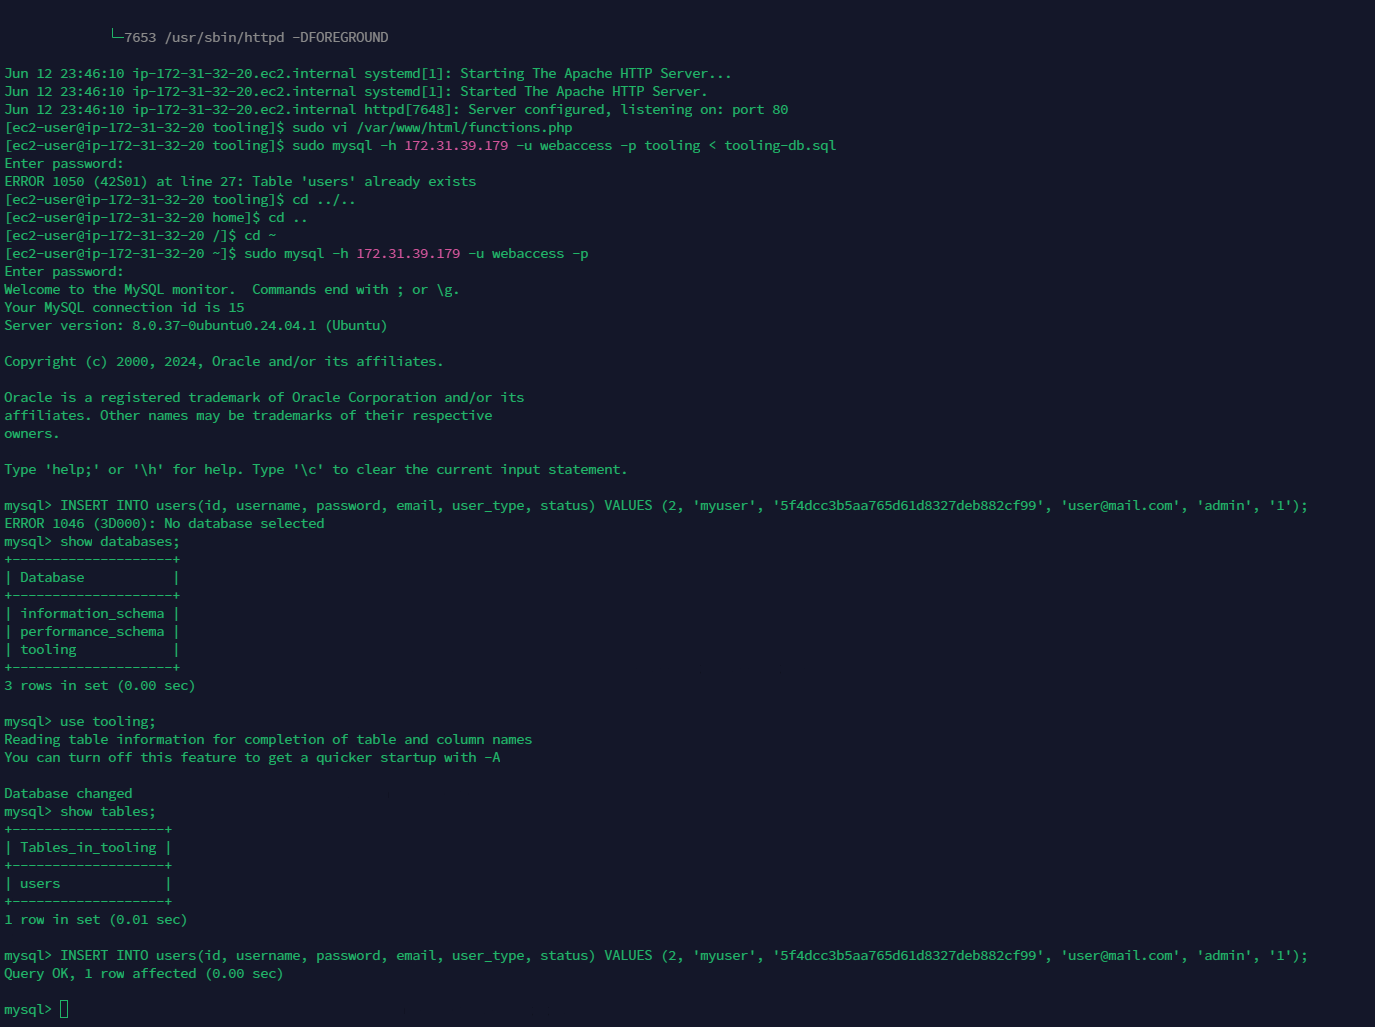 └─7653 /usr/sbin/httpd -DFOREGROUND
Jun 12 23:46:10 ip-172-31-32-20.ec2.internal systemd[1]: Starting The Apache HTTP Server...
Jun 12 23:46:10 ip-172-31-32-20.ec2.internal systemd[1]: Started The Apache HTTP Server.
Jun 12 23:46:10 ip-172-31-32-20.ec2.internal httpd[7648]: Server configured, listening on: port 80
[ec2-user@ip-172-31-32-20 tooling]$ sudo vi /var/www/html/functions.php
[ec2-user@ip-172-31-32-20 tooling]$ sudo mysql -h 172.31.39.179 -u webaccess -p tooling < tooling-db.sql
Enter password:
ERROR 1050 (42S01) at line 27: Table 'users' already exists
[ec2-user@ip-172-31-32-20 tooling]$ cd ../..
[ec2-user@ip-172-31-32-20 home]$ cd ..
[ec2-user@ip-172-31-32-20 /]$ cd ~
[ec2-user@ip-172-31-32-20 ~]$ sudo mysql -h 172.31.39.179 -u webaccess -p
Enter password:
Welcome to the MySQL monitor.  Commands end with ; or \g.
Your MySQL connection id is 15
Server version: 8.0.37-0ubuntu0.24.04.1 (Ubuntu)
Copyright (c) 2000, 2024, Oracle and/or its affiliates.
Oracle is a registered trademark of Oracle Corporation and/or its
affiliates. Other names may be trademarks of their respective
owners.
Type 'help;' or '\h' for help. Type '\c' to clear the current input statement.
mysql> INSERT INTO users(id, username, password, email, user_type, status) VALUES (2, 'myuser', '5f4dcc3b5aa765d61d8327deb882cf99', 'user@mail.com', 'admin', '1');
ERROR 1046 (3D000): No database selected
mysql> show databases;
+--------------------+
| Database           |
+--------------------+
| information_schema |
| performance_schema |
| tooling            |
+--------------------+
3 rows in set (0.00 sec)
mysql> use tooling;
Reading table information for completion of table and column names
You can turn off this feature to get a quicker startup with -A
Database changed
mysql> show tables;
+-------------------+
| Tables_in_tooling |
+-------------------+
| users             |
+-------------------+
1 row in set (0.01 sec)
mysql> INSERT INTO users(id, username, password, email, user_type, status) VALUES (2, 'myuser', '5f4dcc3b5aa765d61d8327deb882cf99', 'user@mail.com', 'admin', '1');
Query OK, 1 row affected (0.00 sec)
mysql>